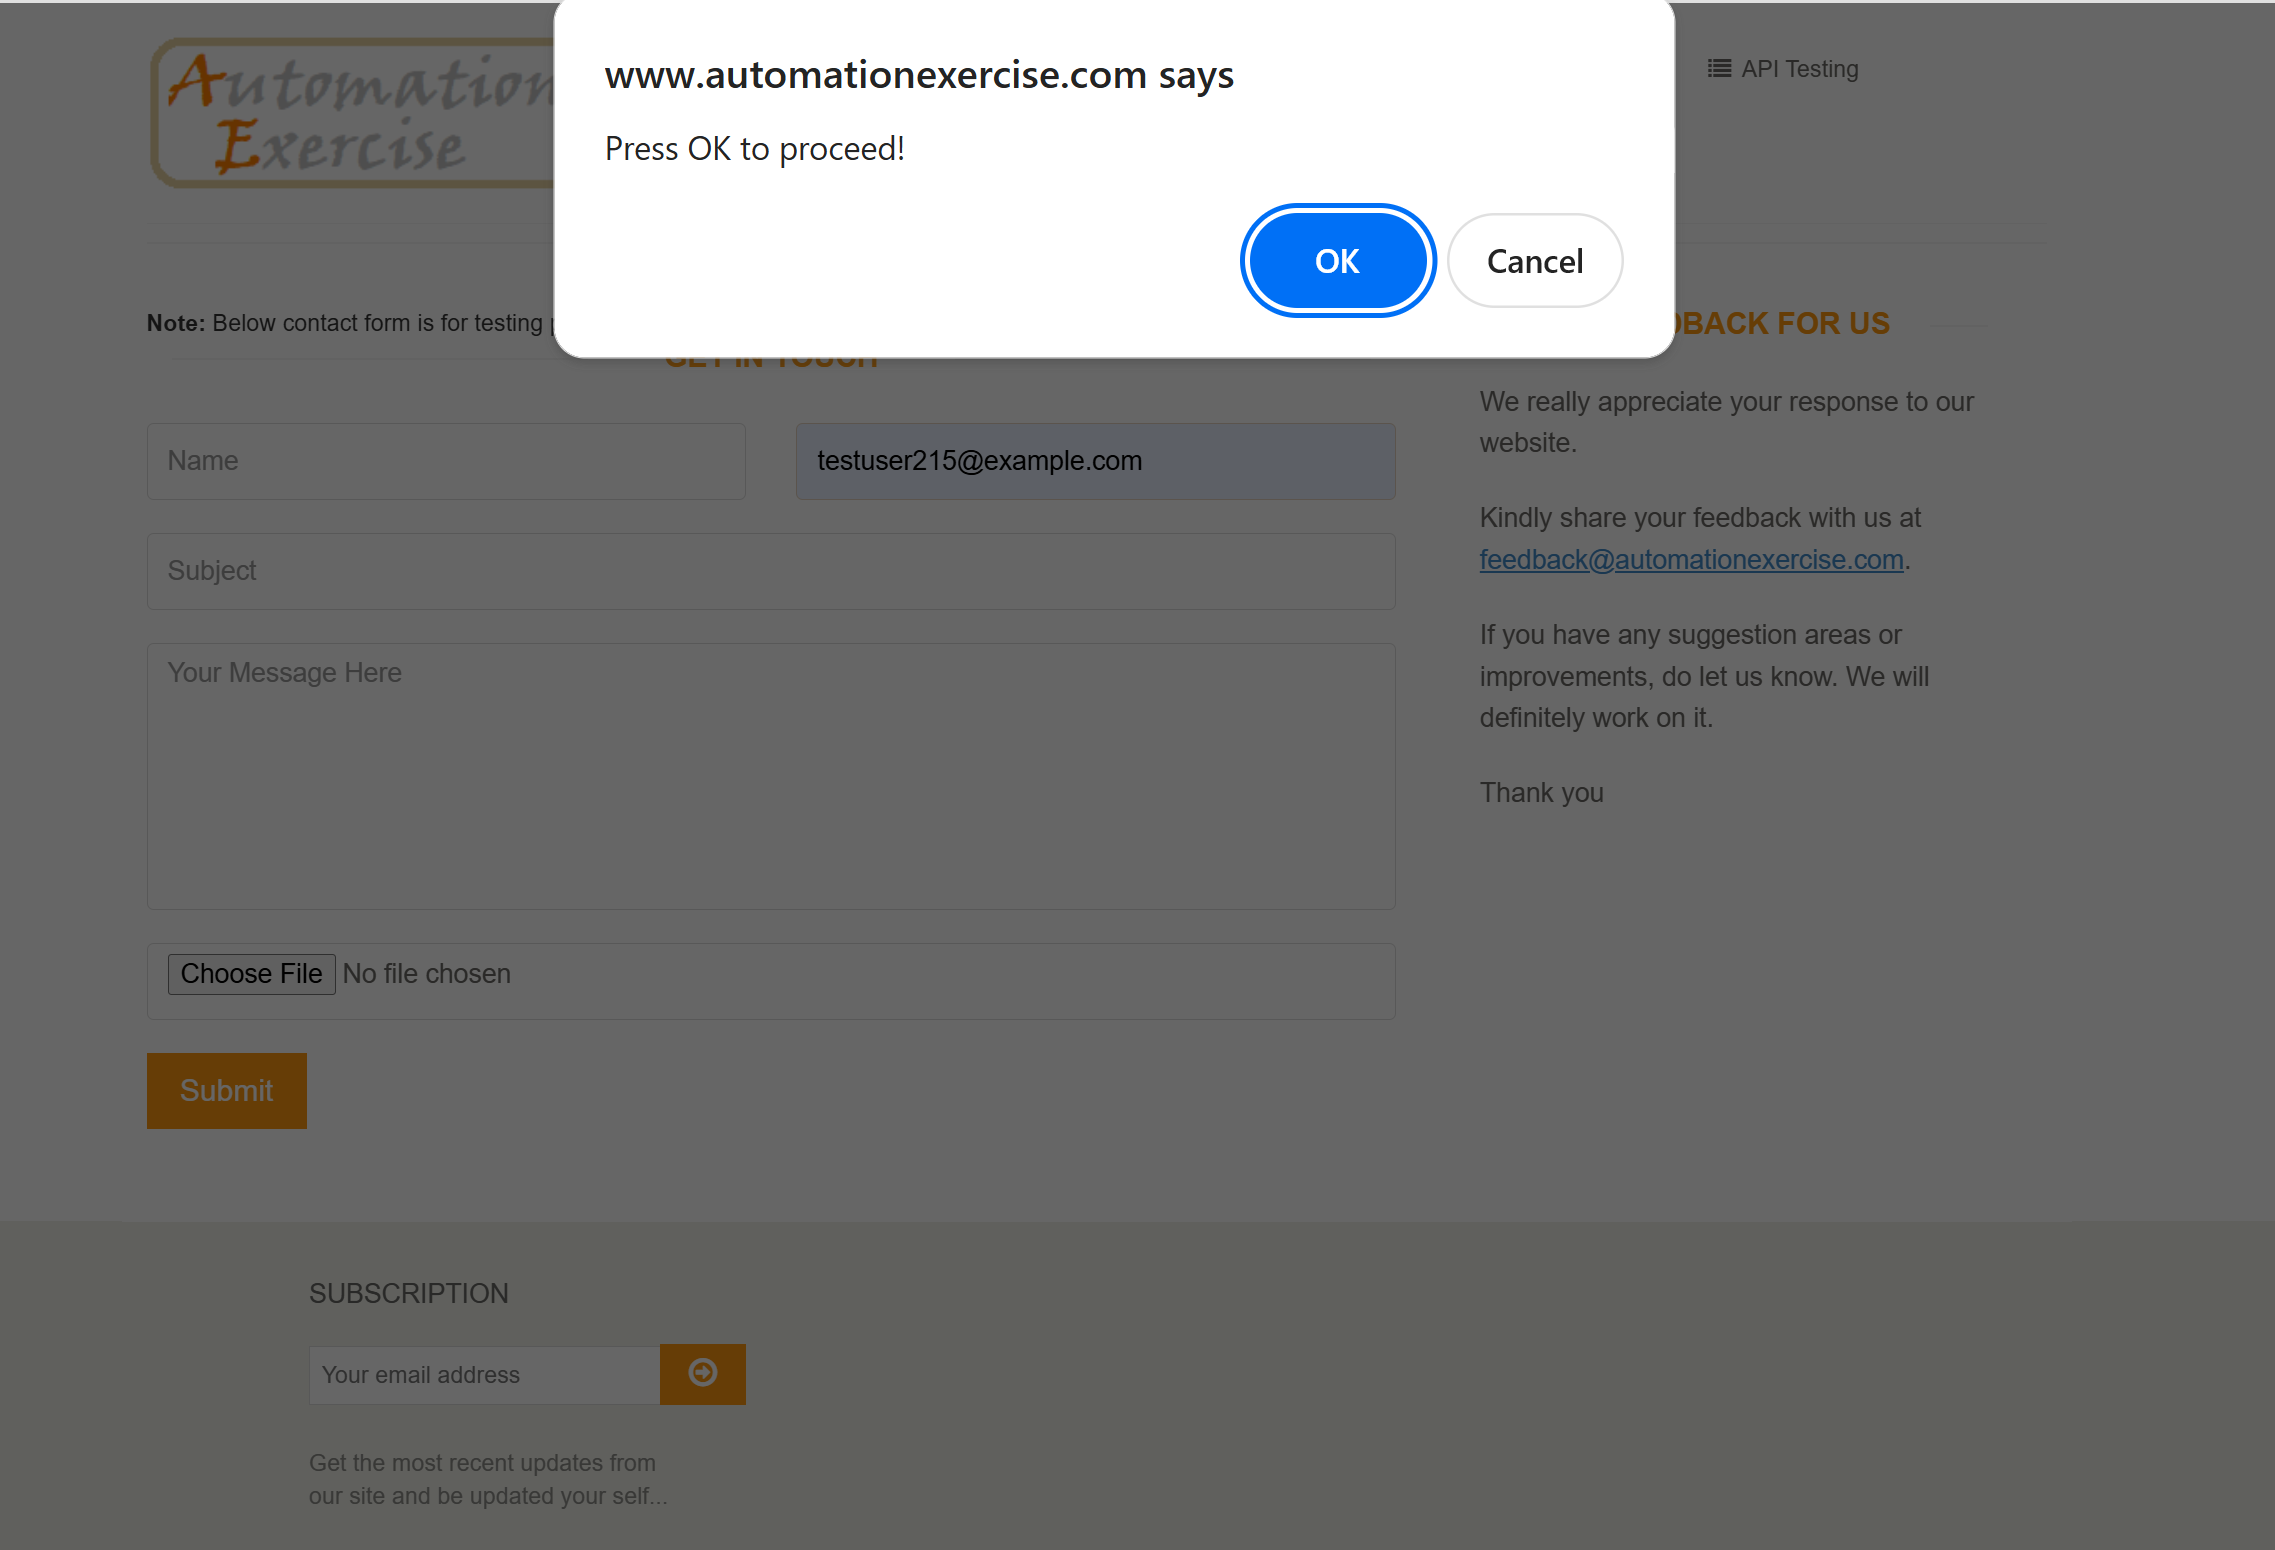 www.automationexercise.com says
Press OK to proceed!
OK
Cancel
Automation
Exercise
API Testing
Note: Below contact form is for testing
GET IN TOUCH
Name
testuser215@example.com
Subject
Your Message Here
Choose File No file chosen
Submit
BACK FOR US
We really appreciate your response to our
website.
Kindly share your feedback with us at
feedback@automationexercise.com.
If you have any suggestion areas or
improvements, do let us know. We will
definitely work on it.
Thank you
SUBSCRIPTION
Your email address
Get the most recent updates from
our site and be updated your self...